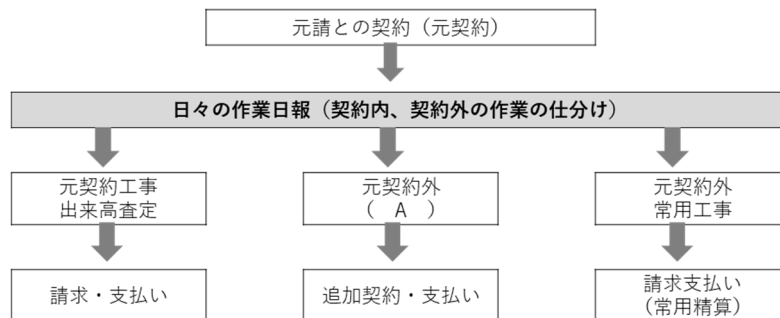 元請との契約（元契約）
日々の作業日報（契約内、契約外の作業の仕分け）
元契約工事
出来高査定
元契約外
（　A　）
元契約外
常用工事
請求・支払い
追加契約・支払い
請求支払い
（常用精算）